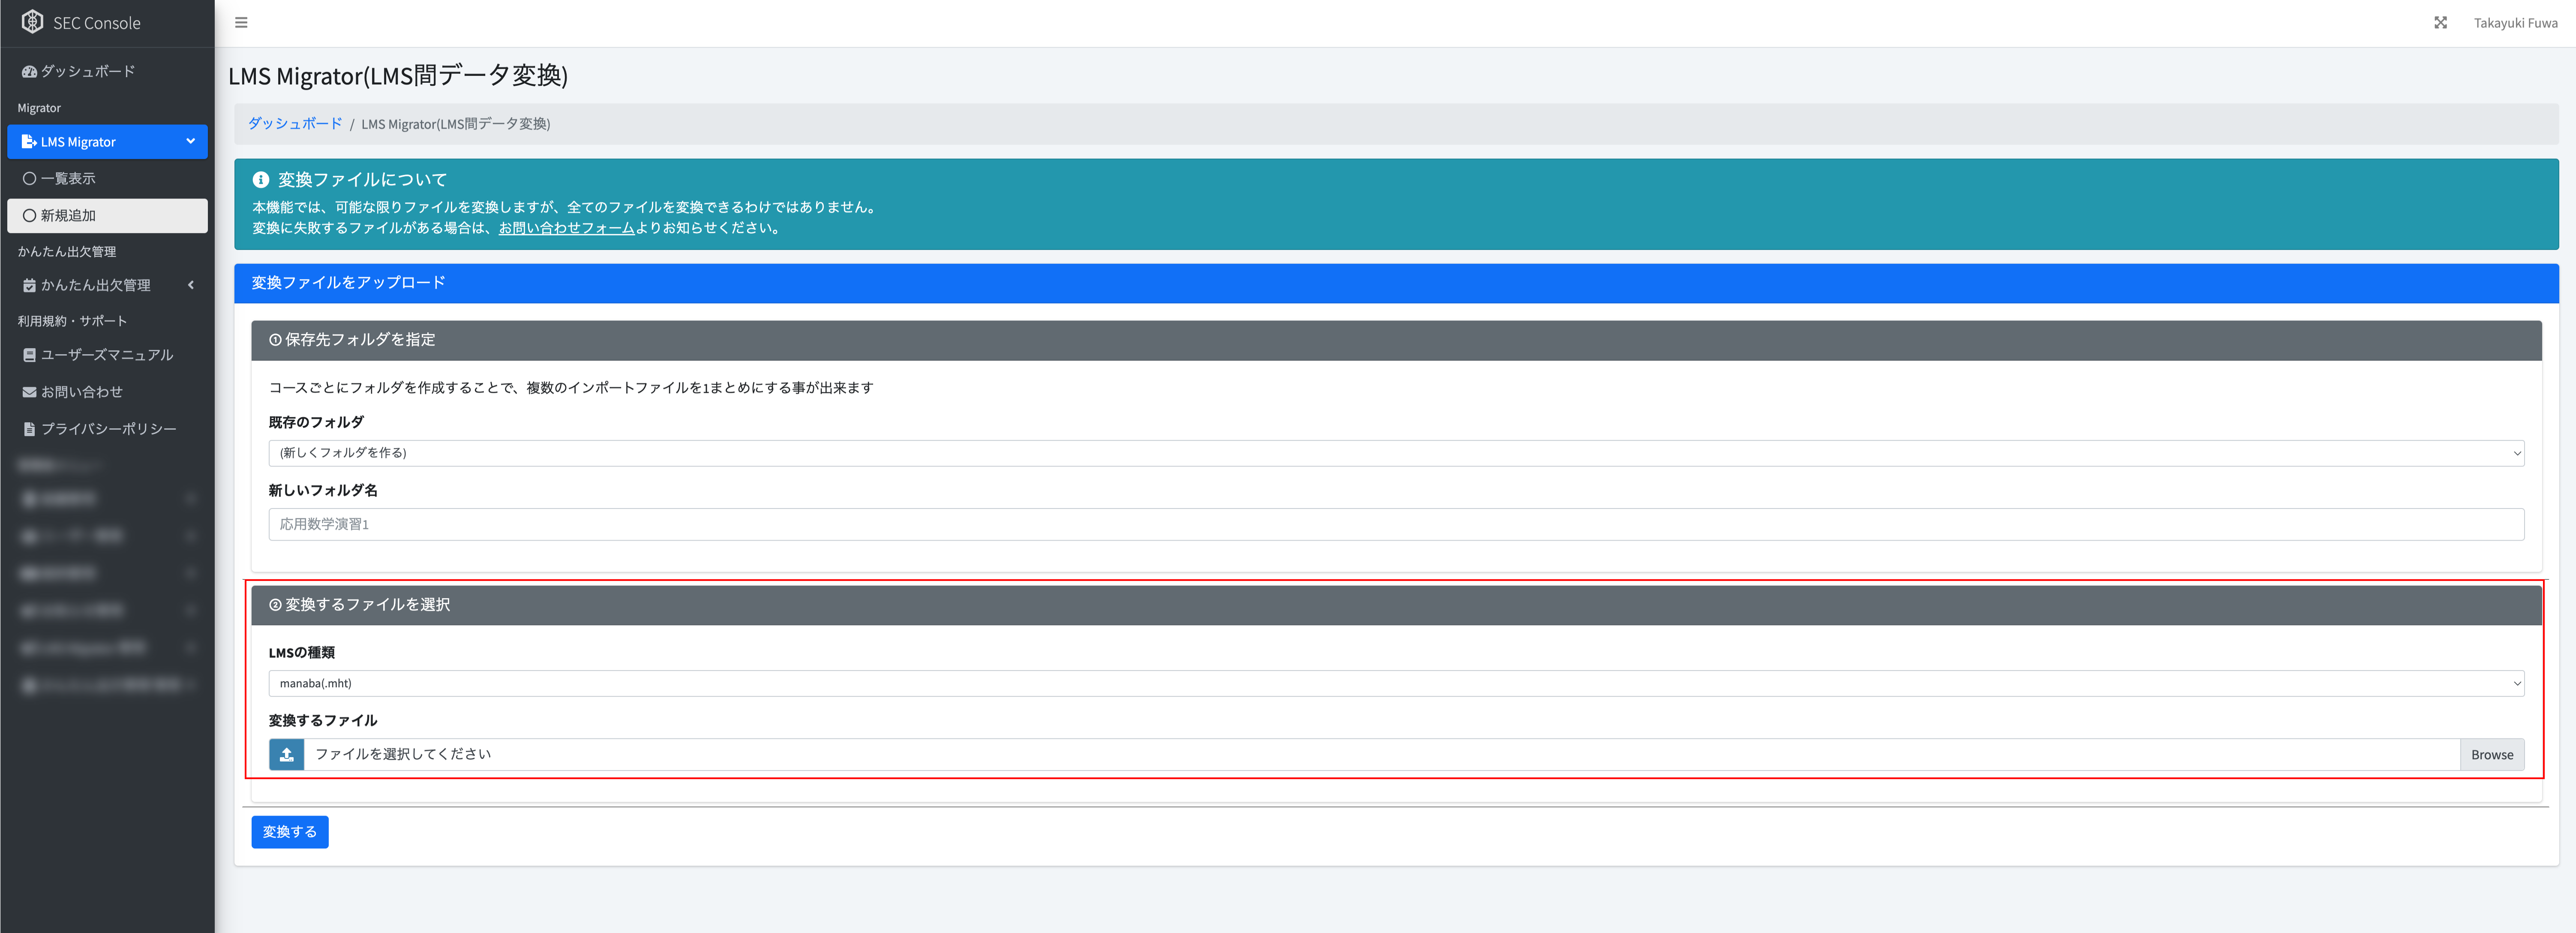 SEC Console
Takayuki Fuwa
ダッシュボード
Migrator
LMS Migrator
一覧表示
新規追加
かんたん出欠管理
かんたん出欠管理
利用規約・サポート
ユーザーズマニュアル
お問い合わせ
プライバシーポリシー
LMS Migrator(LMS間データ変換)
ダッシュボード / LMS Migrator(LMS間データ変換)
変換ファイルについて
本機能では、可能な限りファイルを変換しますが、全てのファイルを変換できるわけではありません。
変換に失敗するファイルがある場合は、お問い合わせフォームよりお知らせください。
変換ファイルをアップロード
①保存先フォルダを指定
コースごとにフォルダを作成することで、複数のインポートファイルを1まとめにする事が出来ます
既存のフォルダ
(新しくフォルダを作る)
新しいフォルダ名
応用数学演習1
②変換するファイルを選択
LMSの種類
manaba(.mht)
変換するファイル
ファイルを選択してください
Browse
変換する